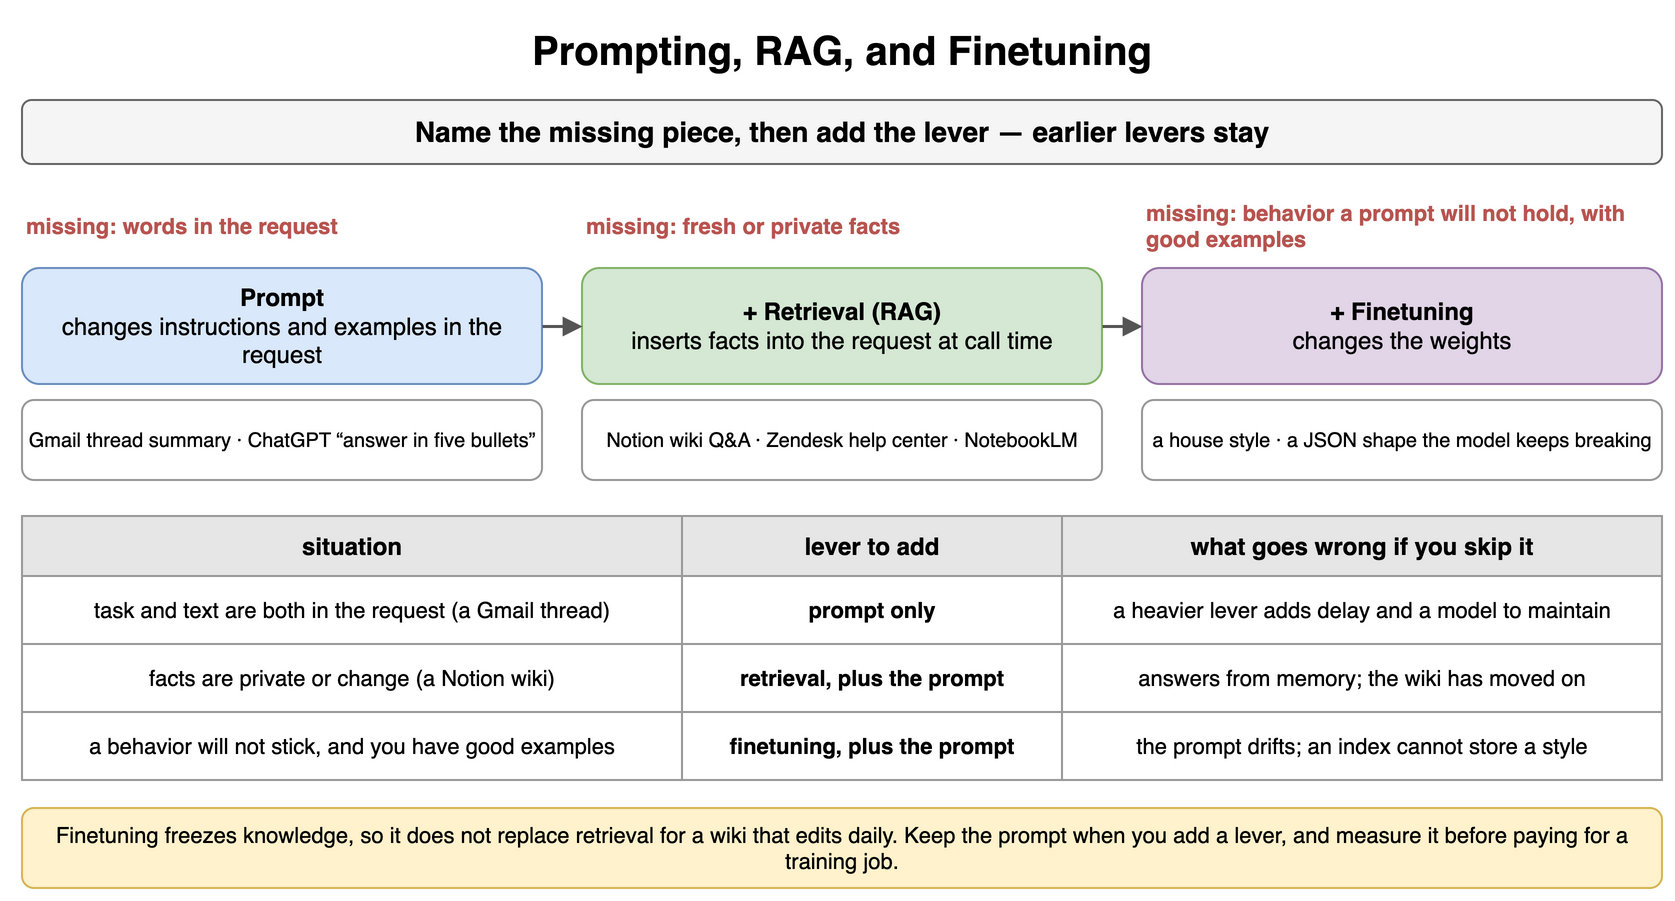 Prompting, RAG, and Finetuning
Name the missing piece, then add the lever — earlier levers stay
missing: words in the request
missing: fresh or private facts
missing: behavior a prompt will not hold, with
good examples
Prompt
changes instructions and examples in the
request
+ Retrieval (RAG)
inserts facts into the request at call time
+ Finetuning
changes the weights
Gmail thread summary · ChatGPT “answer in five bullets”
Notion wiki Q&A · Zendesk help center · NotebookLM
a house style · a JSON shape the model keeps breaking
situation
lever to add
what goes wrong if you skip it
task and text are both in the request (a Gmail thread)
prompt only
a heavier lever adds delay and a model to maintain
facts are private or change (a Notion wiki)
retrieval, plus the prompt
answers from memory; the wiki has moved on
a behavior will not stick, and you have good examples
finetuning, plus the prompt
the prompt drifts; an index cannot store a style
Finetuning freezes knowledge, so it does not replace retrieval for a wiki that edits daily. Keep the prompt when you add a lever, and measure it before paying for a
training job.